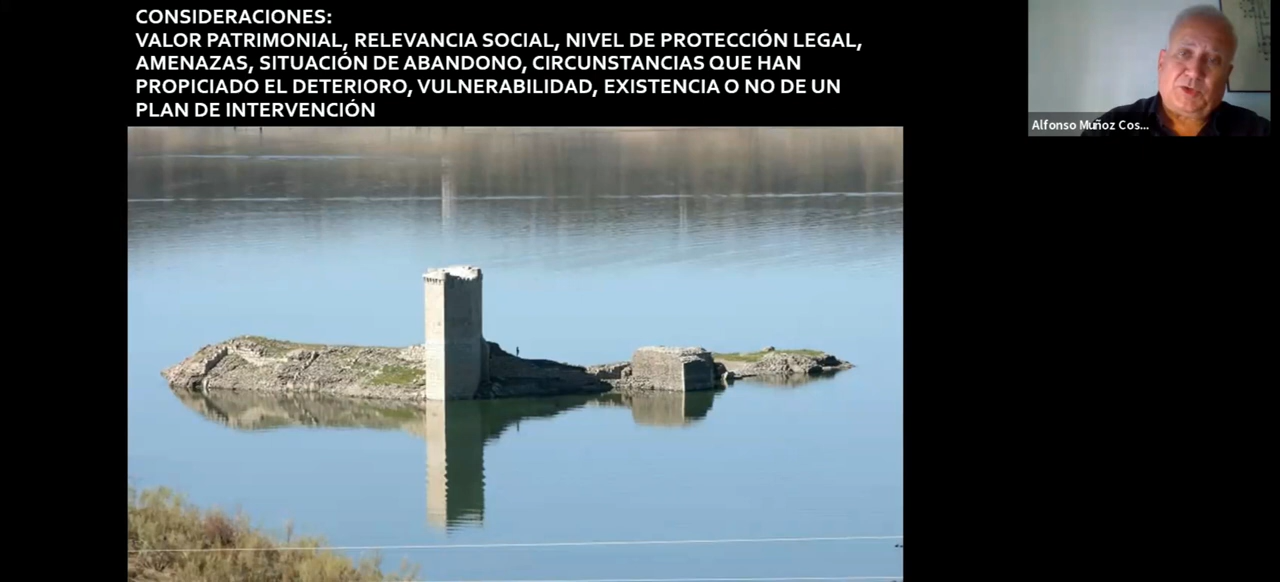 CONSIDERACIONES:
VALOR PATRIMONIAL, RELEVANCIA SOCIAL, NIVEL DE PROTECCIÓN LEGAL,
AMENAZAS, SITUACIÓN DE ABANDONO, CIRCUNSTANCIAS QUE HAN
PROPICIADO EL DETERIORO, VULNERABILIDAD, EXISTENCIA O NO DE UN
PLAN DE INTERVENCIÓN
Alfonso Muñoz Cos...